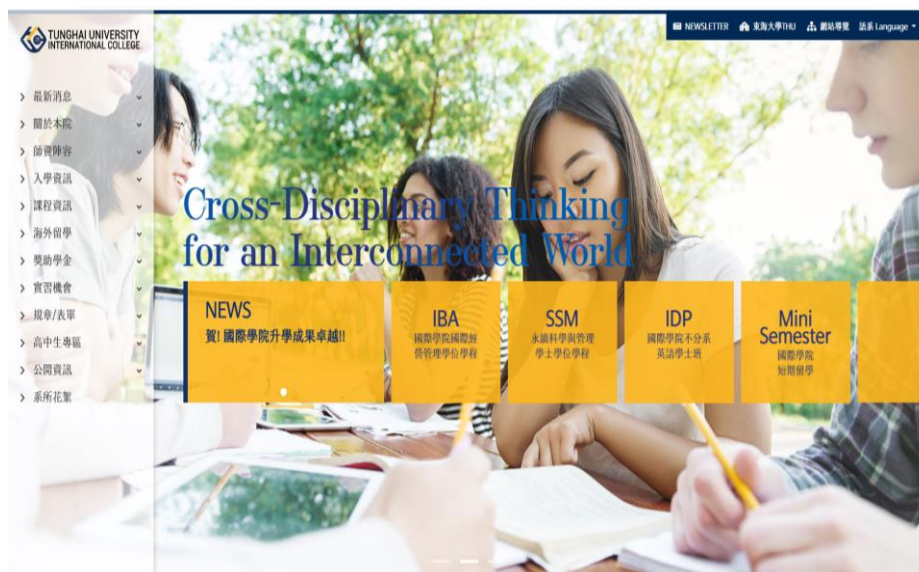 TUNGHAI UNIVERSITY
INTERNATIONAL COLLEGE
NEWSLETTER 東海大學THU 網站導覽 語系 Language
最新消息
關於本院
師資陣容
入學資訊
課程資訊
海外留學
獎助學金
實習機會
規章/表單
高中生專區
公開資訊
系所花絮
Cross-Disciplinary Thinking
for an Interconnected World
NEWS
賀! 國際學院升學成果卓越!!
IBA
國際學院國際經
營管理學位學程
SSM
永續科學與管理
學士學位學程
IDP
國際學院不分系
英語學士班
Mini
Semester
國際學院
短期留學